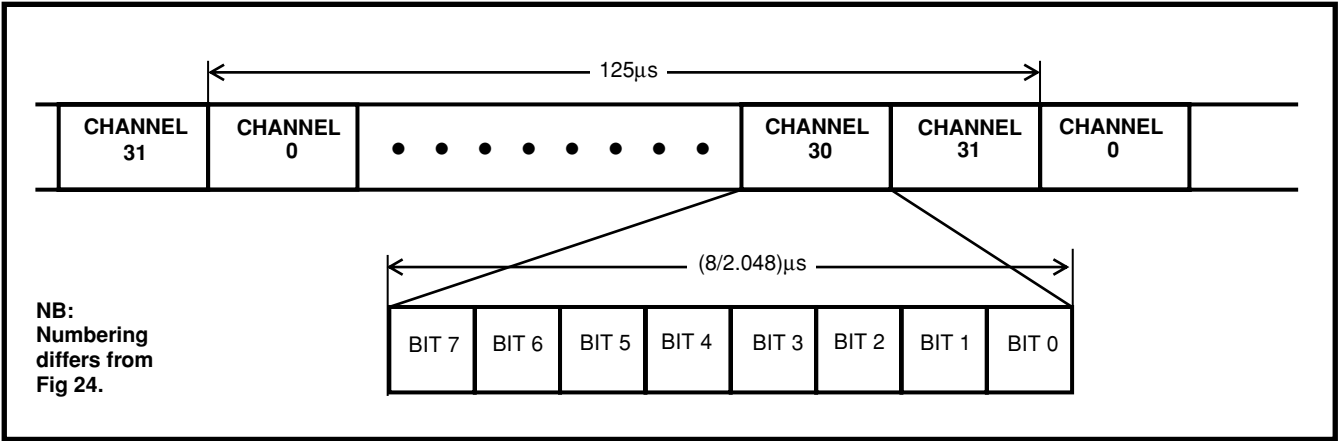 125µs
CHANNEL
31
CHANNEL
0
CHANNEL
30
CHANNEL
31
CHANNEL
0
(8/2.048)µs
NB:
Numbering
differs from
Fig 24.
BIT 7 BIT 6 BIT 5 BIT 4 BIT 3 BIT 2 BIT 1 BIT 0